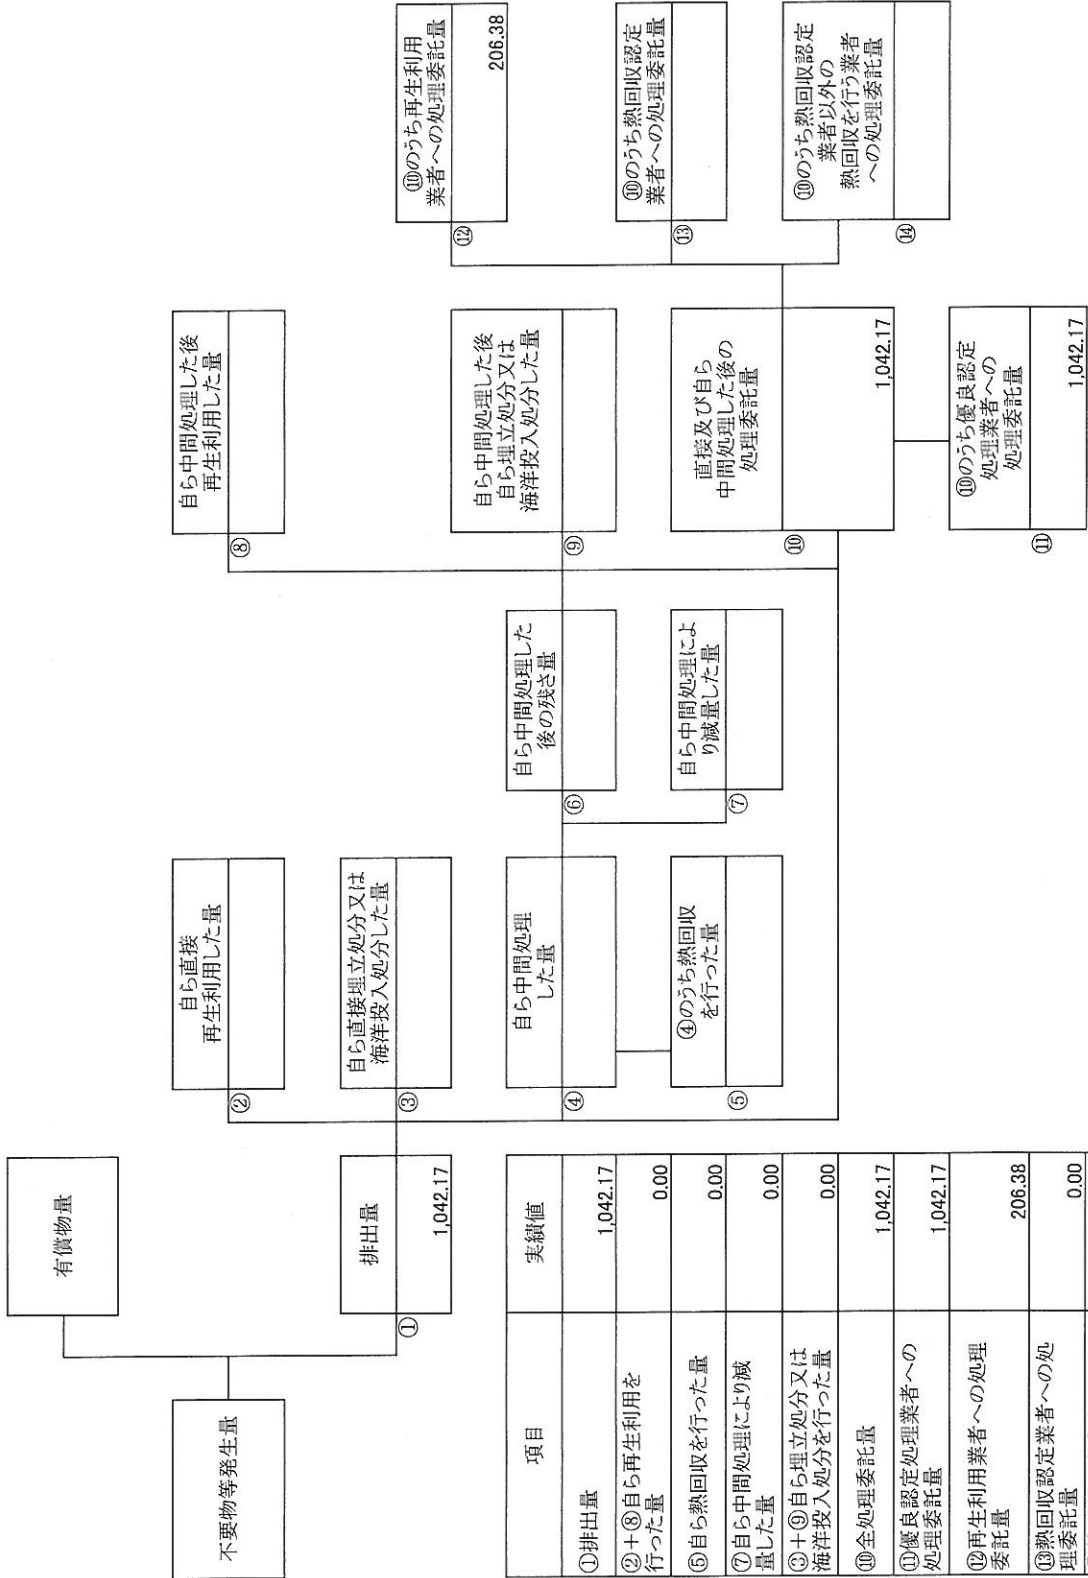 不要物等発生量
有償物量
①
排出量
1,042.17
②
自ら直接
再生利用した量
③
自ら直接埋立処分又は
海洋投入処分した量
④
自ら中間処理
した量
⑤
④のうち熱回収
を行った量
⑥
自ら中間処理した
後の残さ量
⑦
自ら中間処理によ
り減量した量
⑧
自ら中間処理した後
再生利用した量
⑨
自ら中間処理した後
自ら埋立処分又は
海洋投入処分した量
⑩
直接及び自ら
中間処理した後の
処理委託量
1,042.17
⑪
⑩のうち優良認定
処理業者への
処理委託量
1,042.17
⑫
⑩のうち再生利用
業者への処理委託量
206.38
⑬
⑩のうち熱回収認定
業者への処理委託量
⑭
⑩のうち熱回収認定
業者以外の
熱回収を行う業者
への処理委託量
項目 実績値
①排出量 1,042.17
②+⑧自ら再生利用を
行った量 0.00
⑤自ら熱回収を行った量 0.00
⑦自ら中間処理により減
量した量 0.00
③+⑨自ら埋立処分又は
海洋投入処分を行った量 0.00
⑩全処理委託量 1,042.17
⑪優良認定処理業者への
処理委託量 1,042.17
⑫再生利用業者への処理
委託量 206.38
⑬熱回収認定業者への処
理委託量 0.00